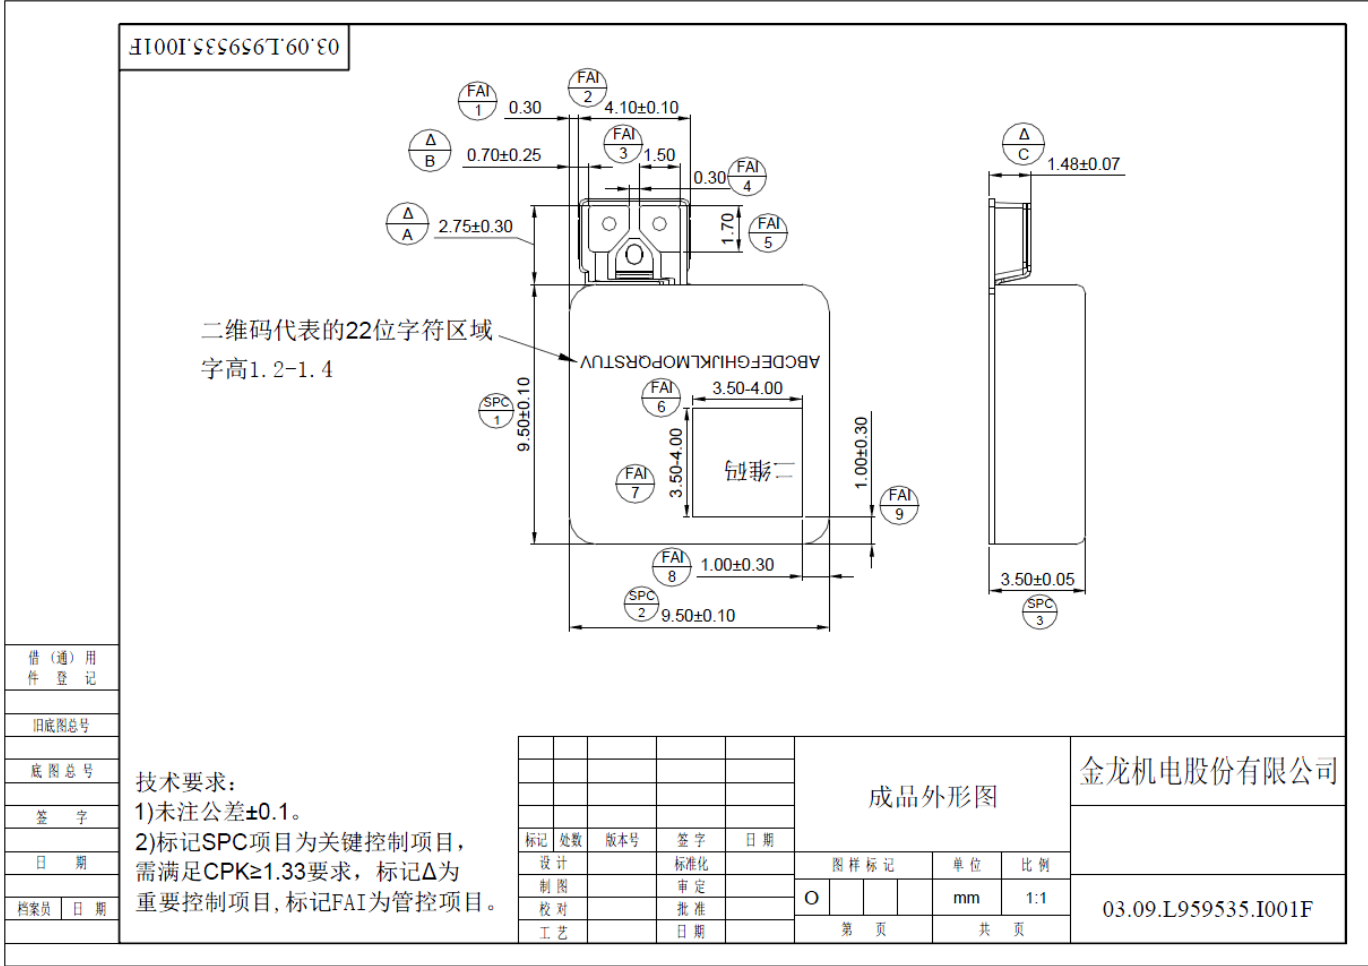 03.09.L959535.I001F
FAI
1
0.30
FAI
2
4.10±0.10
Δ
B
0.70±0.25
FAI
3
1.50
0.30
FAI
4
Δ
A
2.75±0.30
1.70
FAI
5
Δ
C
1.48±0.07
二维码代表的22位字符区域
字高1.2-1.4
ABCDEFGHIJKLMOPQRSTUV
SPC
1
9.50±0.10
FAI
6
3.50-4.00
FAI
7
3.50-4.00
二维码
1.00±0.30
FAI
9
FAI
8
1.00±0.30
SPC
2
9.50±0.10
3.50±0.05
SPC
3
借（通）用
件 登 记
旧底图总号
底图总号
签 字
日 期
档案员 日 期
技术要求：
1)未注公差±0.1。
2)标记SPC项目为关键控制项目，
需满足CPK≥1.33要求，标记Δ为
重要控制项目,标记FAI为管控项目。
标记 处数 版本号 签字 日期
设计 标准化
制图 审定
校对 批准
工艺 日期
成品外形图
图样标记 单位 比例
O mm 1:1
第 页 共 页
金龙机电股份有限公司
03.09.L959535.I001F